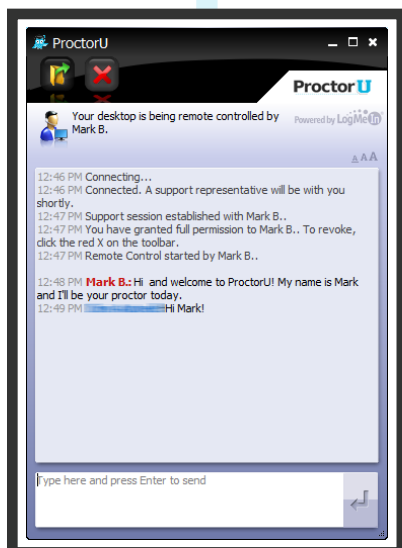 ProctorU
ProctorU
Your desktop is being remote controlled by
Mark B.
Powered by LogMeIn
A A A
12:46 PM Connecting...
12:46 PM Connected. A support representative will be with you
shortly.
12:47 PM Support session established with Mark B..
12:47 PM You have granted full permission to Mark B.. To revoke,
click the red X on the toolbar.
12:47 PM Remote Control started by Mark B..
12:48 PM Mark B.: Hi and welcome to ProctorU! My name is Mark
and I'll be your proctor today.
12:49 PM Hi Mark!
Type here and press Enter to send